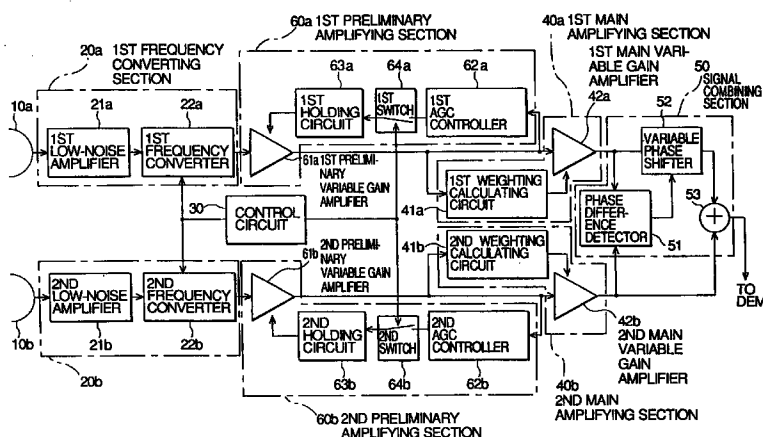 60a 1ST PRELIMINARY
AMPLIFYING SECTION
40a 1ST MAIN
AMPLIFYING SECTION
20a
1ST FREQUENCY
CONVERTING
SECTION
63a
64a
62a
1ST MAIN VARI-
ABLE GAIN
AMPLIFIER
50
SIGNAL
COMBINING
SECTION
10a
21a
22a
42a
52
1ST
HOLDING
CIRCUIT
1ST
SWITCH
1ST
AGC
CONTROLLER
VARIABLE
PHASE
SHIFTER
1ST
LOW-NOISE
AMPLIFIER
1ST
FREQUENCY
CONVERTER
61a 1ST PRELIMI-
NARY
VARIABLE GAIN
AMPLIFIER
1ST WEIGHTING
CALCULATING
CIRCUIT
30
CONTROL
CIRCUIT
41a
PHASE
DIFFER-
ENCE
DETECTOR
53
51
61b
2ND PRELIMI-
NARY
VARIABLE GAIN
AMPLIFIER
41b
2ND WEIGHTING
CALCULATING
CIRCUIT
TO
DEM
2ND
LOW-NOISE
AMPLIFIER
2ND
FREQUENCY
CONVERTER
10b
21b
22b
2ND
HOLDING
CIRCUIT
2ND
SWITCH
2ND
AGC
CONTROLLER
42b
2ND MAIN
VARIABLE
GAIN
AMPLIFIER
20b
63b
64b
62b
40b
2ND MAIN
AMPLIFYING SECTION
60b 2ND PRELIMINARY
AMPLIFYING SECTION